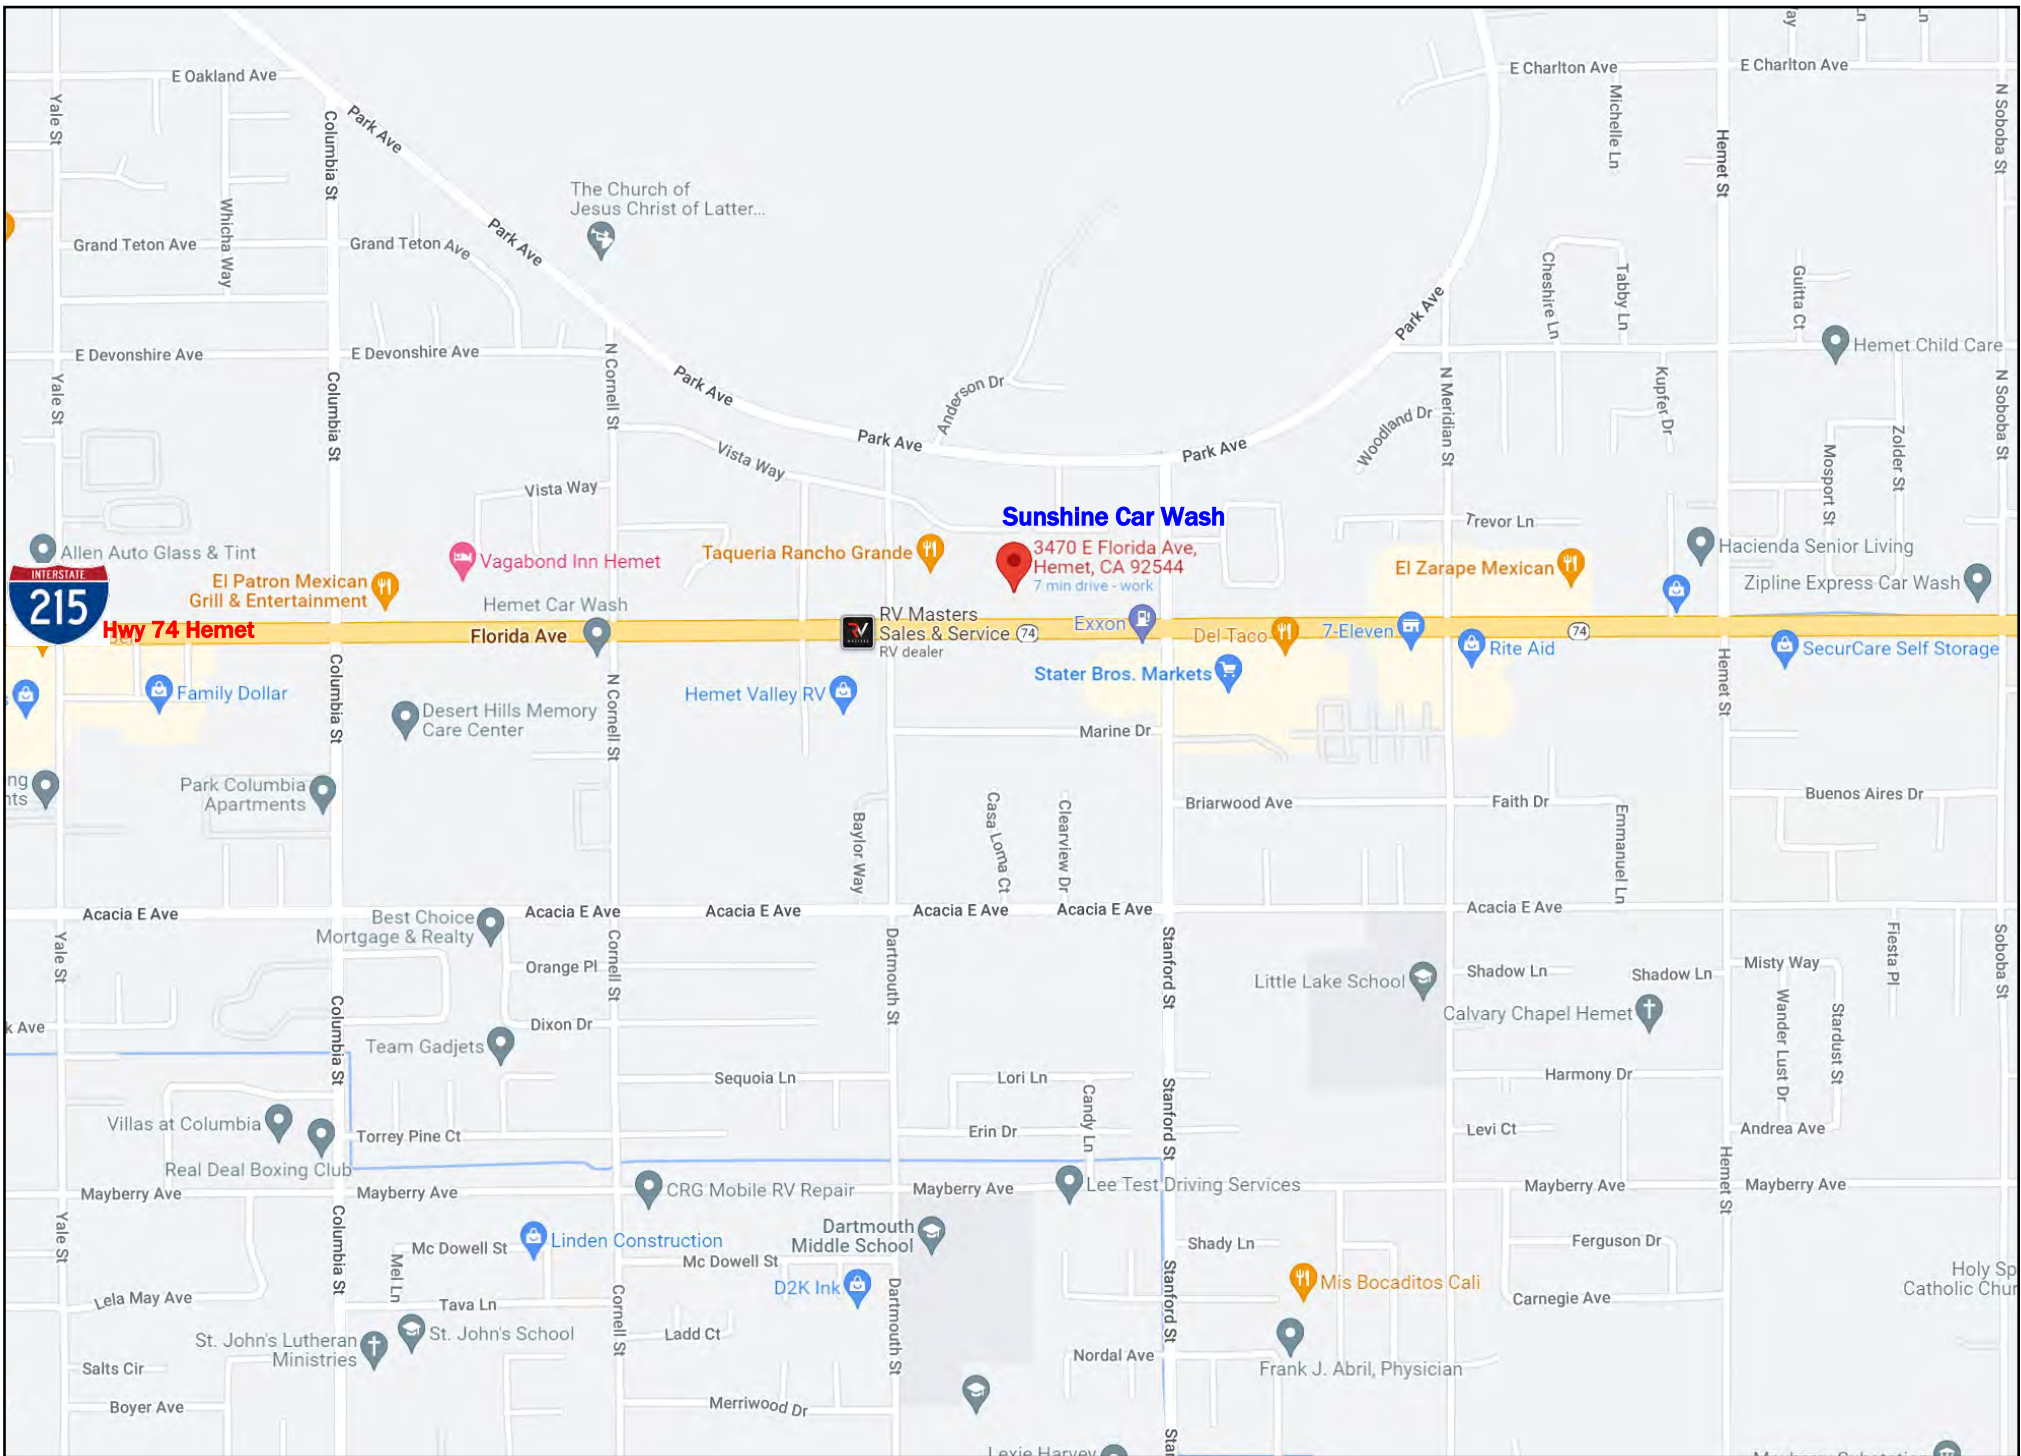 E Oakland Ave
E Charlton Ave
E Charlton Ave
Yale St
Columbia St
Park Ave
Michelle Ln
Hemet St
N Soboba St
The Church of
Jesus Christ of Latter...
Whicha Way
Grand Teton Ave
Grand Teton Ave
Park Ave
Cheshire Ln
Tabby Ln
Guitta Ct
Park Ave
E Devonshire Ave
E Devonshire Ave
N Cornell St
Hemet Child Care
Yale St
Columbia St
Park Ave
Anderson Dr
Park Ave
Park Ave
Woodland Dr
N Meridian St
Kupfer Dr
N Soboba St
Mosport St
Zolder St
Vista Way
Vista Way
Sunshine Car Wash
Trevor Ln
Allen Auto Glass & Tint
Vagabond Inn Hemet
Taqueria Rancho Grande
3470 E Florida Ave,
Hemet, CA 92544
7 min drive - work
El Zarape Mexican
Hacienda Senior Living
Zipline Express Car Wash
INTERSTATE
215
El Patron Mexican
Grill & Entertainment
Hemet Car Wash
Hwy 74 Hemet
Florida Ave
RV
RV Masters
Sales & Service
RV dealer
74
Exxon
Del Taco
7-Eleven
74
Rite Aid
SecurCare Self Storage
Stater Bros. Markets
Family Dollar
Columbia St
Desert Hills Memory
Care Center
N Cornell St
Hemet Valley RV
Marine Dr
Hemet St
ng
nts
Park Columbia
Apartments
Baylor Way
Casa Loma Ct
Clearview Dr
Briarwood Ave
Faith Dr
Emmanuel Ln
Buenos Aires Dr
Acacia E Ave
Best Choice
Mortgage & Realty
Acacia E Ave
Acacia E Ave
Acacia E Ave
Acacia E Ave
Acacia E Ave
Yale St
Orange Pl
Cornell St
Dartmouth St
Stanford St
Little Lake School
Shadow Ln
Shadow Ln
Misty Way
Fiesta Pl
Soboba St
k Ave
Columbia St
Dixon Dr
Team Gadjets
Calvary Chapel Hemet
Wander Lust Dr
Stardust St
Sequoia Ln
Lori Ln
Candy Ln
Stanford St
Harmony Dr
Villas at Columbia
Torrey Pine Ct
Erin Dr
Levi Ct
Andrea Ave
Real Deal Boxing Club
Mayberry Ave
Mayberry Ave
CRG Mobile RV Repair
Mayberry Ave
Lee Test Driving Services
Mayberry Ave
Hemet St
Mayberry Ave
Yale St
Columbia St
Mc Dowell St
Linden Construction
Mc Dowell St
Dartmouth
Middle School
Shady Ln
Ferguson Dr
Mel Ln
D2K Ink
Mis Bocaditos Cali
Holy Sp
Catholic Chur
Lela May Ave
Tava Ln
Cornell St
Dartmouth St
Stanford St
Carnegie Ave
St. John's Lutheran
Ministries
St. John's School
Ladd Ct
Salts Cir
Nordal Ave
Frank J. Abril, Physician
Boyer Ave
Merriwood Dr
Lexie Harvey
Star